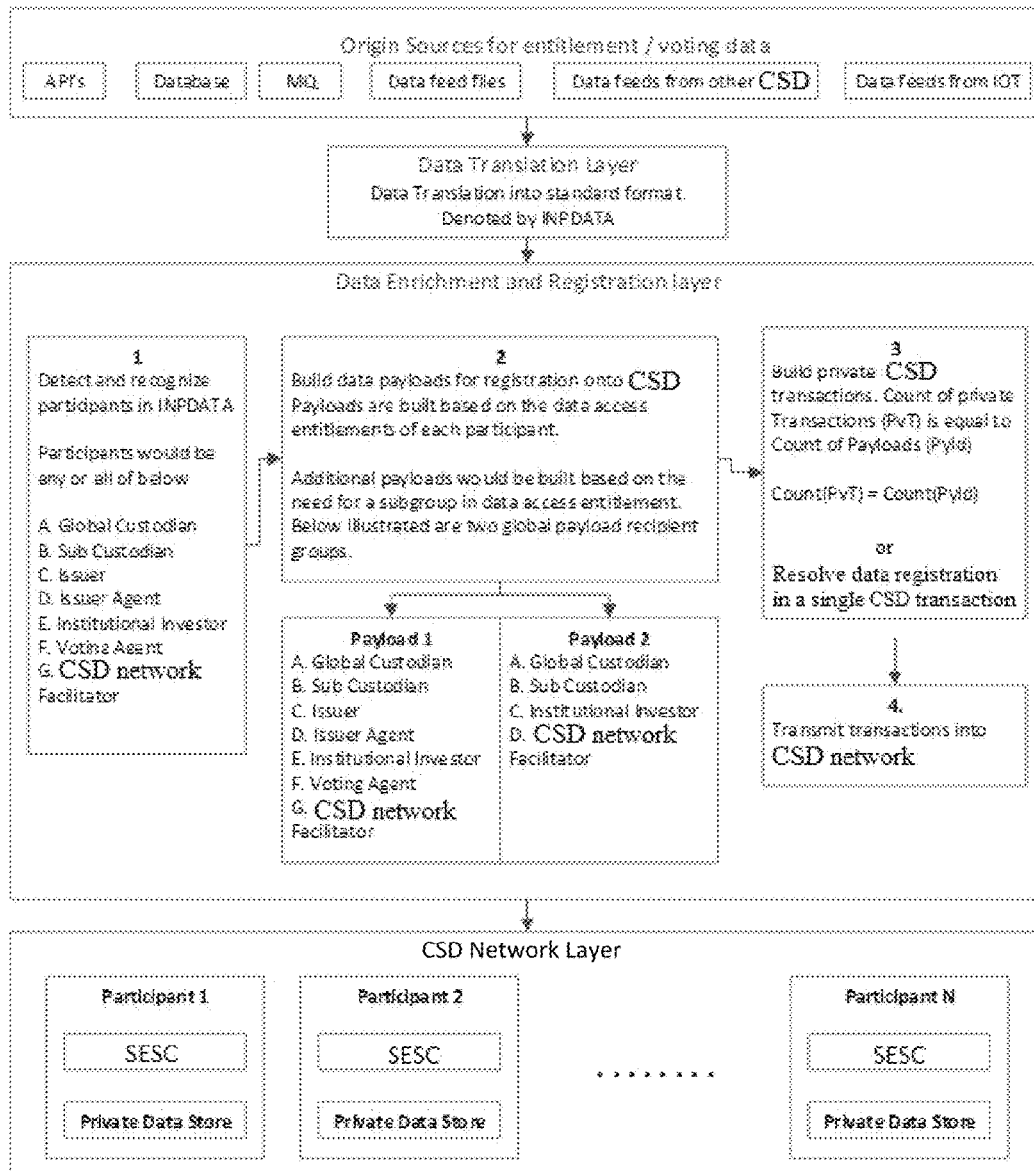 Origin Sources for entitlement / voting data
API's
Database
MQ
Data feed files
Data feeds from other CSD
Data feeds from IOT
Data Translation Layer
Data Translation into standard format.
Denoted by INPDATA
Data Enrichment and Registration layer
1
Detect and recognize
participants in INPDATA
Participants would be
any or all of below
A. Global Custodian
B. Sub Custodian
C. Issuer
D. Issuer Agent
E. Institutional Investor
F. Voting Agent
G. CSD network
Facilitator
2
Build data payloads for registration onto CSD
Payloads are built based on the data access
entitlements of each participant.
Additional payloads would be built based on the
need for a subgroup in data access entitlement.
Below illustrated are two global payload recipient
groups.
Payload 1
A. Global Custodian
B. Sub Custodian
C. Issuer
D. Issuer Agent
E. Institutional Investor
F. Voting Agent
G. CSD network
Facilitator
Payload 2
A. Global Custodian
B. Sub Custodian
C. Institutional Investor
D. CSD network
Facilitator
3
Build private CSD
transactions. Count of private
Transactions (PvT) is equal to
Count of Payloads (Pyld)
Count(PvT) = Count(Pyld)
or
Resolve data registration
in a single CSD transaction
4.
Transmit transactions into
CSD network
CSD Network Layer
Participant 1
SESC
Private Data Store
Participant 2
SESC
Private Data Store
. . . . . . . .
Participant N
SESC
Private Data Store